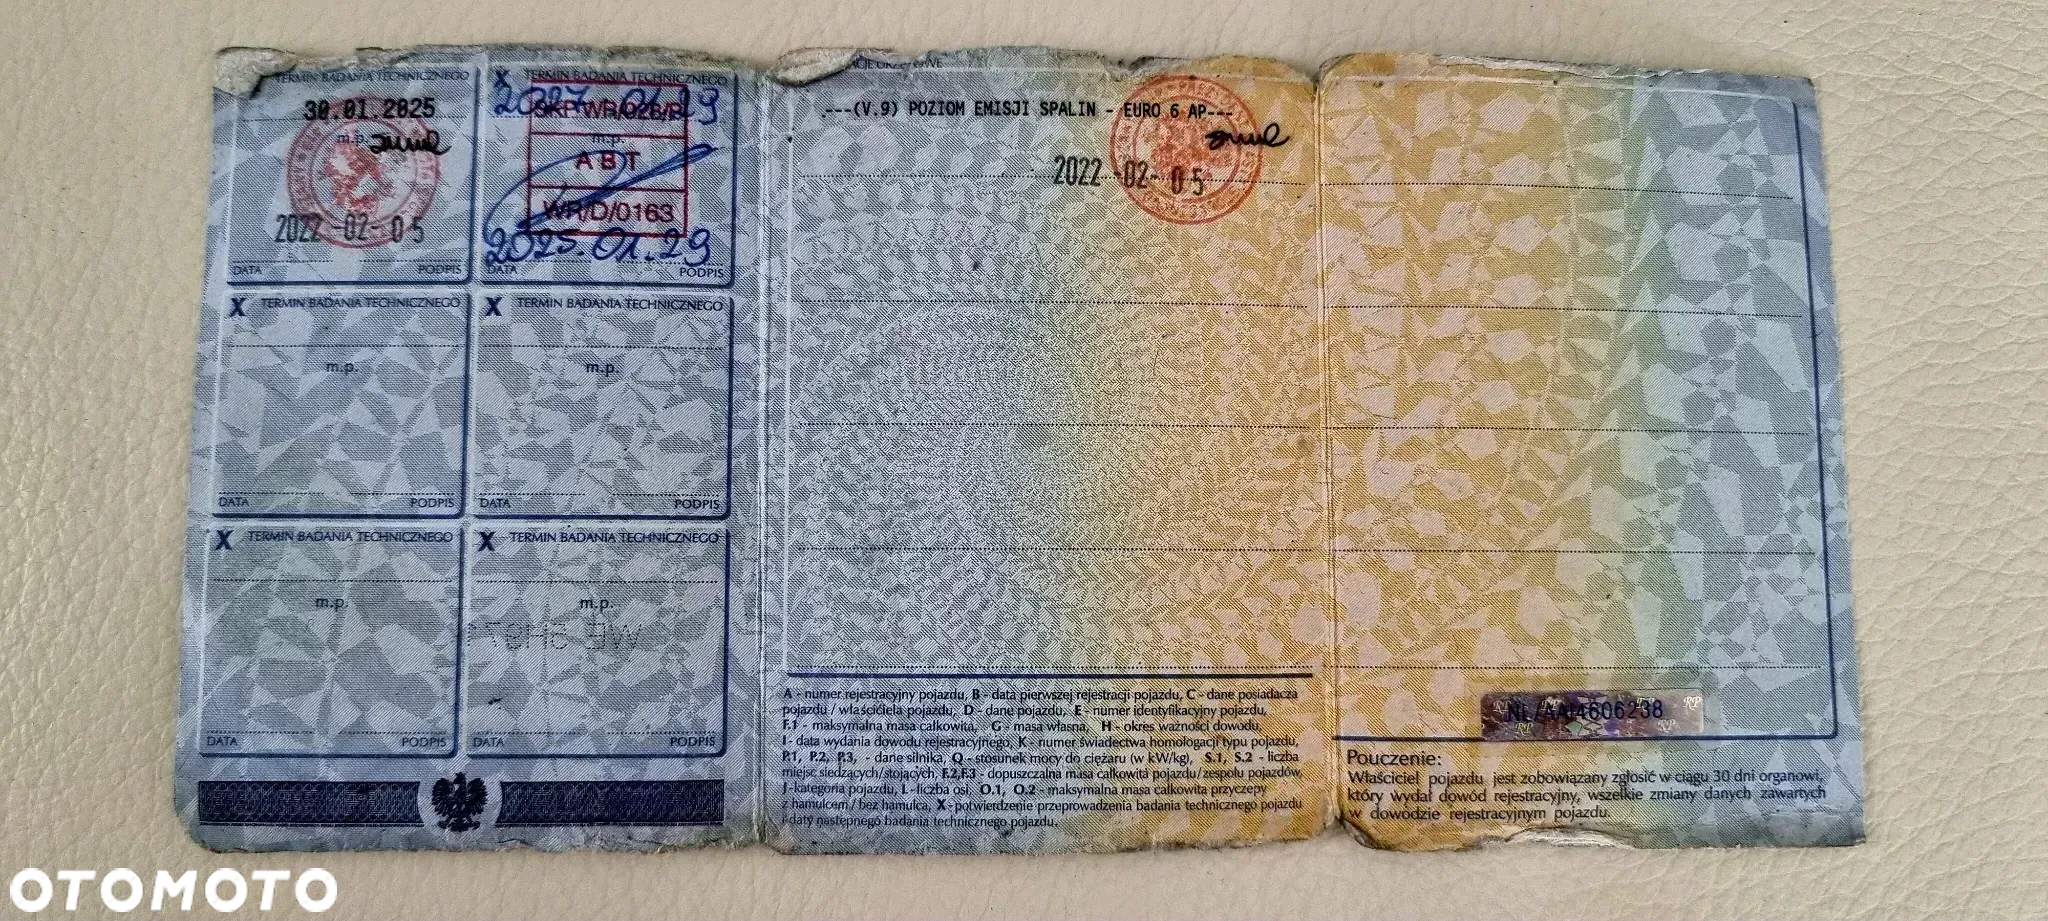 TERMIN BADANIA TECHNICZNEGO
30.01.2025
m.p.
2022 -02- 05
DATA PODPIS
X TERMIN BADANIA TECHNICZNEGO
2027.01.29
SKP WR/026/P
m.p.
ABT
WR/D/0163
2025.01.29
DATA PODPIS
X TERMIN BADANIA TECHNICZNEGO
m.p.
DATA PODPIS
X TERMIN BADANIA TECHNICZNEGO
m.p.
DATA PODPIS
X TERMIN BADANIA TECHNICZNEGO
m.p.
DATA PODPIS
X TERMIN BADANIA TECHNICZNEGO
m.p.
DATA PODPIS
---(V.9) POZIOM EMISJI SPALIN - EURO 6 AP---
2022 -02- 05
A - numer rejestracyjny pojazdu, B - data pierwszej rejestracji pojazdu, C - dane posiadacza
pojazdu / właściciela pojazdu, D - dane pojazdu, E - numer identyfikacyjny pojazdu,
F.1 - maksymalna masa całkowita, G - masa własna, H - okres ważności dowodu,
I - data wydania dowodu rejestracyjnego, K - numer świadectwa homologacji typu pojazdu,
P.1, P.2, P.3, - dane silnika, Q - stosunek mocy do ciężaru (w kW/kg), S.1, S.2 - liczba
miejsc siedzących/stojących, F.2,F.3 - dopuszczalna masa całkowita pojazdu/zespołu pojazdów,
J - kategoria pojazdu, L - liczba osi, O.1, O.2 - maksymalna masa całkowita przyczepy
z hamulcem / bez hamulca, X - potwierdzenie przeprowadzenia badania technicznego pojazdu
i daty następnego badania technicznego pojazdu.
NL/AAI4606238
Pouczenie:
Właściciel pojazdu jest zobowiązany zgłosić w ciągu 30 dni organowi,
który wydał dowód rejestracyjny, wszelkie zmiany danych zawartych
w dowodzie rejestracyjnym pojazdu.
OTOMOTO